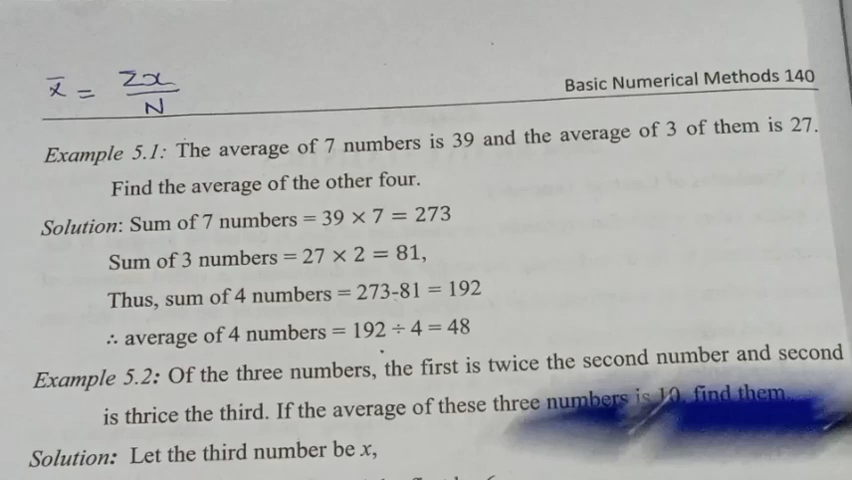 x̄ = Σx
N
Basic Numerical Methods 140
Example 5.1: The average of 7 numbers is 39 and the average of 3 of them is 27.
Find the average of the other four.
Solution: Sum of 7 numbers = 39 × 7 = 273
Sum of 3 numbers = 27 × 2 = 81,
Thus, sum of 4 numbers = 273-81 = 192
∴ average of 4 numbers = 192 ÷ 4 = 48
Example 5.2: Of the three numbers, the first is twice the second number and second
is thrice the third. If the average of these three numbers is 10, find them.
Solution: Let the third number be x,